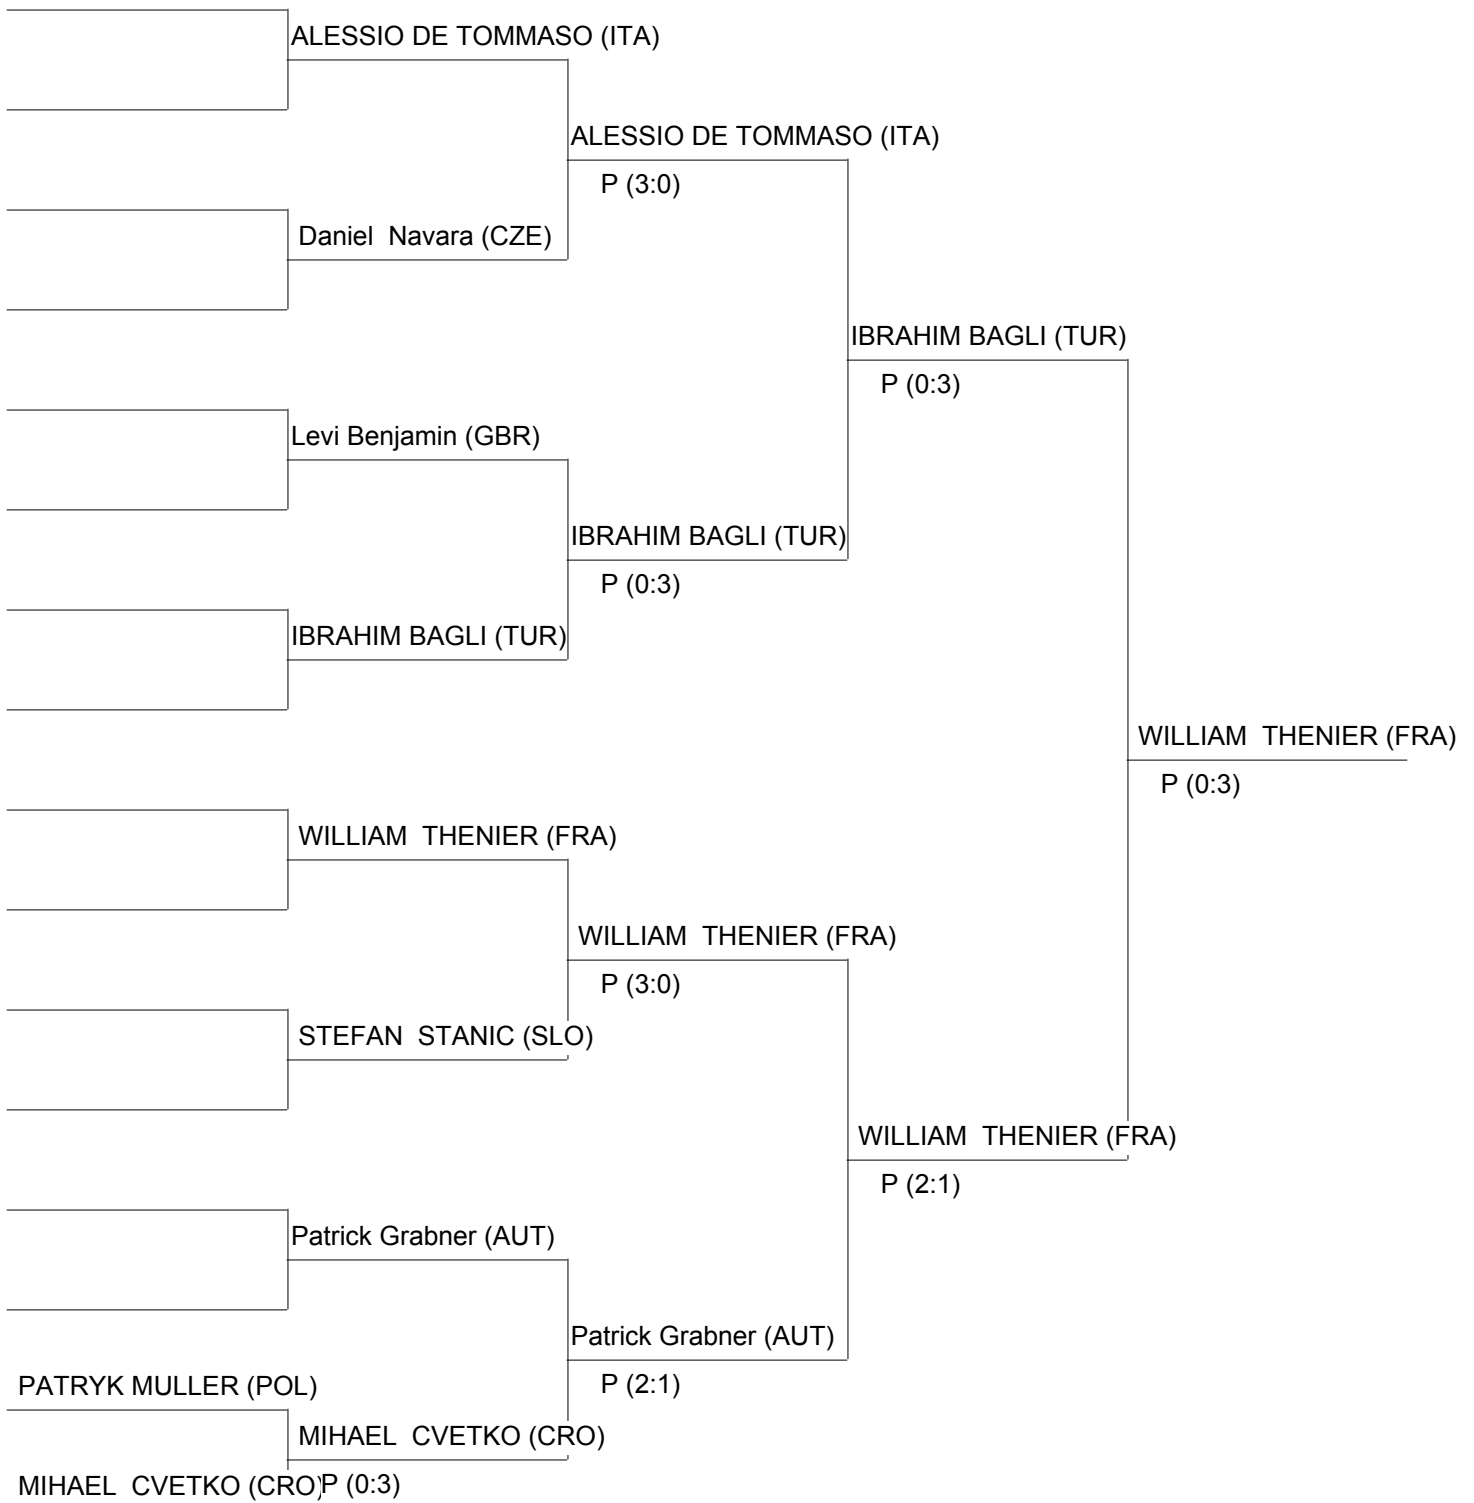 ALESSIO DE TOMMASO (ITA)
ALESSIO DE TOMMASO (ITA)
P (3:0)
Daniel  Navara (CZE)
IBRAHIM BAGLI (TUR)
P (0:3)
Levi Benjamin (GBR)
IBRAHIM BAGLI (TUR)
P (0:3)
IBRAHIM BAGLI (TUR)
WILLIAM  THENIER (FRA)
P (0:3)
WILLIAM  THENIER (FRA)
WILLIAM  THENIER (FRA)
P (3:0)
STEFAN  STANIC (SLO)
WILLIAM  THENIER (FRA)
P (2:1)
Patrick Grabner (AUT)
Patrick Grabner (AUT)
P (2:1)
PATRYK MULLER (POL)
MIHAEL  CVETKO (CRO)
MIHAEL  CVETKO (CRO)
P (0:3)